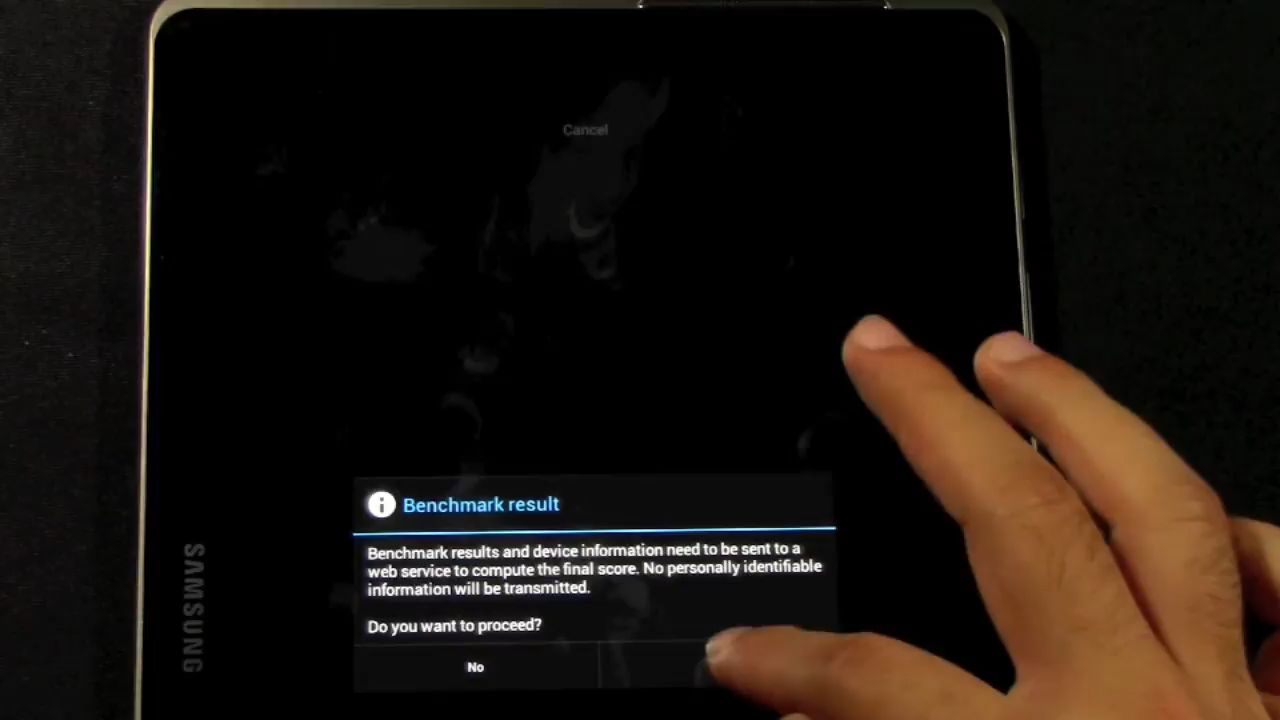 Cancel
Benchmark result
Benchmark results and device information need to be sent to a
web service to compute the final score. No personally identifiable
information will be transmitted.
Do you want to proceed?
No
SAMSUNG